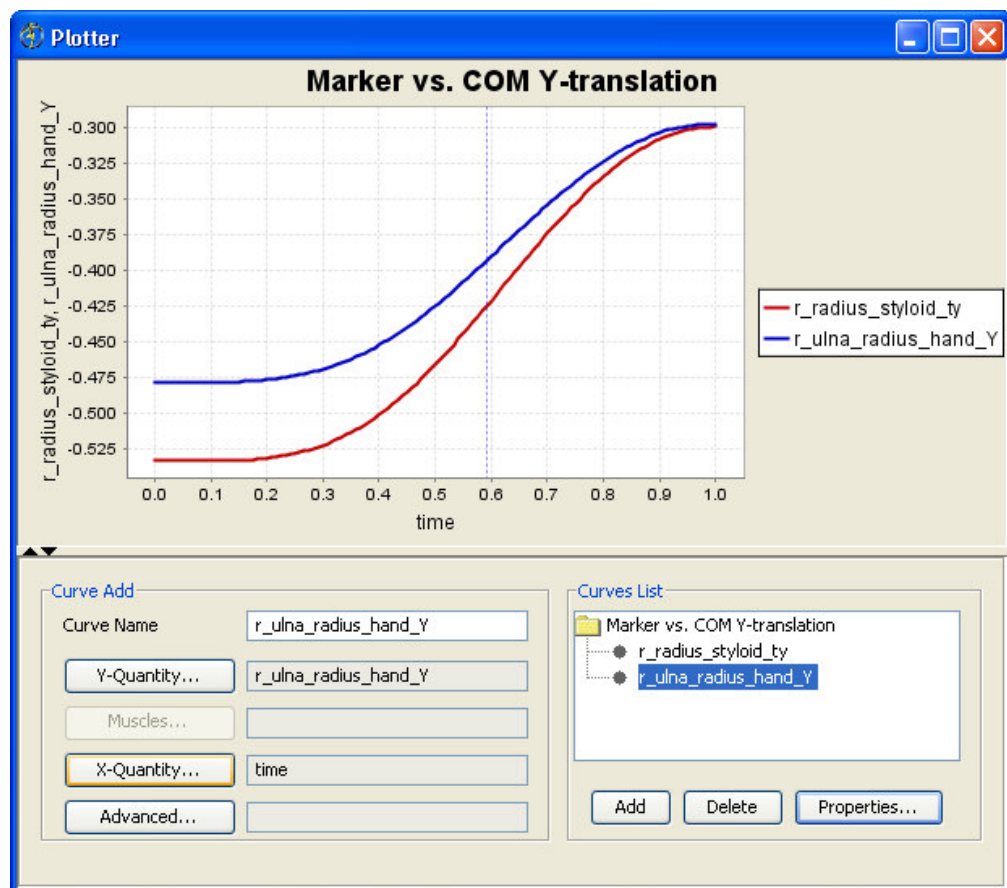 Plotter
Marker vs. COM Y-translation
r_radius_styloid_ty, r_ulna_radius_hand_Y
-0.300
-0.325
-0.350
-0.375
-0.400
-0.425
-0.450
-0.475
-0.500
-0.525
0.0 0.1 0.2 0.3 0.4 0.5 0.6 0.7 0.8 0.9 1.0
time
r_radius_styloid_ty
r_ulna_radius_hand_Y
Curve Add
Curve Name r_ulna_radius_hand_Y
Y-Quantity... r_ulna_radius_hand_Y
Muscles...
X-Quantity... time
Advanced...
Curves List
Marker vs. COM Y-translation
r_radius_styloid_ty
r_ulna_radius_hand_Y
Add Delete Properties...